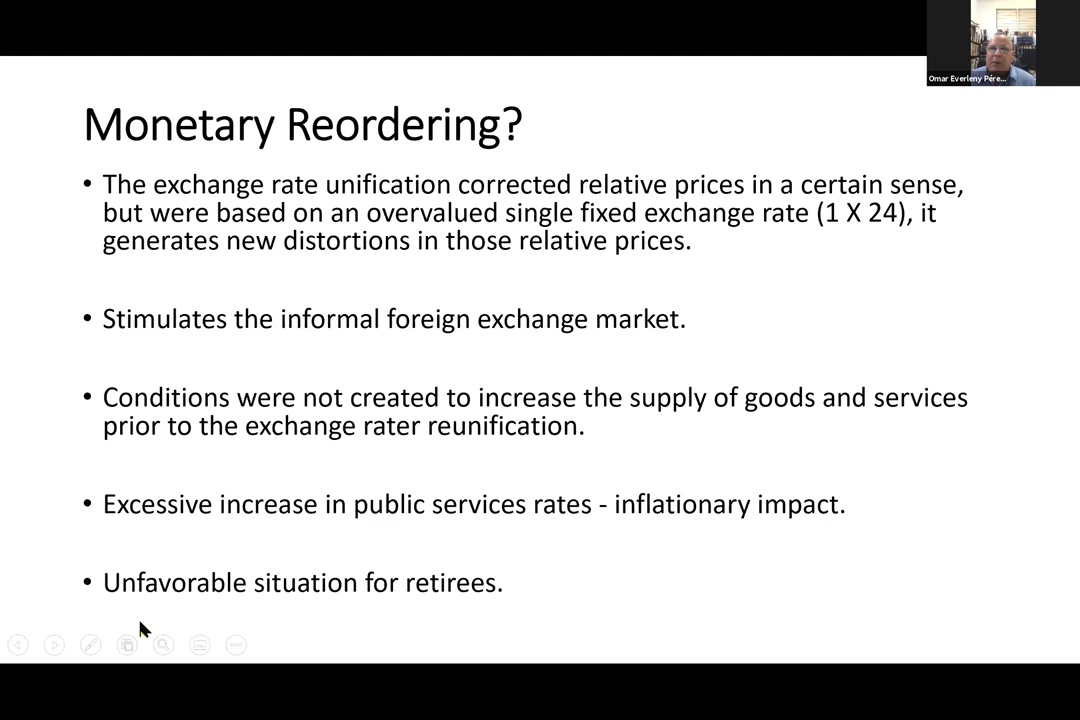 Omar Everleny Pére...
Monetary Reordering?
• The exchange rate unification corrected relative prices in a certain sense,
but were based on an overvalued single fixed exchange rate (1 X 24), it
generates new distortions in those relative prices.
• Stimulates the informal foreign exchange market.
• Conditions were not created to increase the supply of goods and services
prior to the exchange rater reunification.
• Excessive increase in public services rates - inflationary impact.
• Unfavorable situation for retirees.